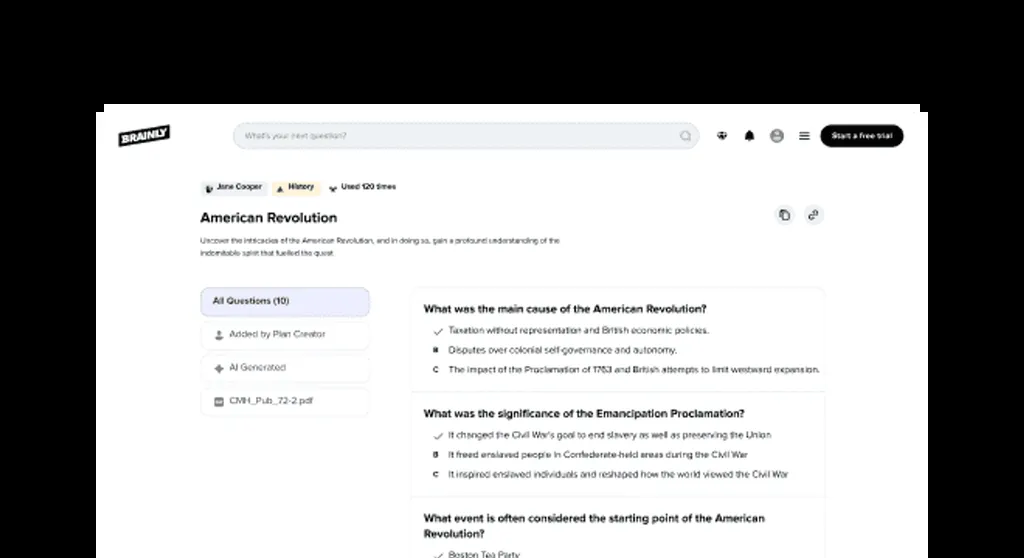 BRAINLY
What's your next question?
Start a free trial
Jane Cooper
History
Used 120 times
American Revolution
Uncover the intricacies of the American Revolution, and in doing so, gain a profound understanding of the
indomitable spirit that fuelled the quest
All Questions (10)
Added by Plan Creator
AI Generated
CMH_Pub_72-2.pdf
What was the main cause of the American Revolution?
Taxation without representation and British economic policies.
B Disputes over colonial self-governance and autonomy.
C The impact of the Proclamation of 1763 and British attempts to limit westward expansion.
What was the significance of the Emancipation Proclamation?
It changed the Civil War's goal to end slavery as well as preserving the Union
B It freed enslaved people in Confederate-held areas during the Civil War
C It inspired enslaved individuals and reshaped how the world viewed the Civil War
What event is often considered the starting point of the American
Revolution?
Boston Tea Party